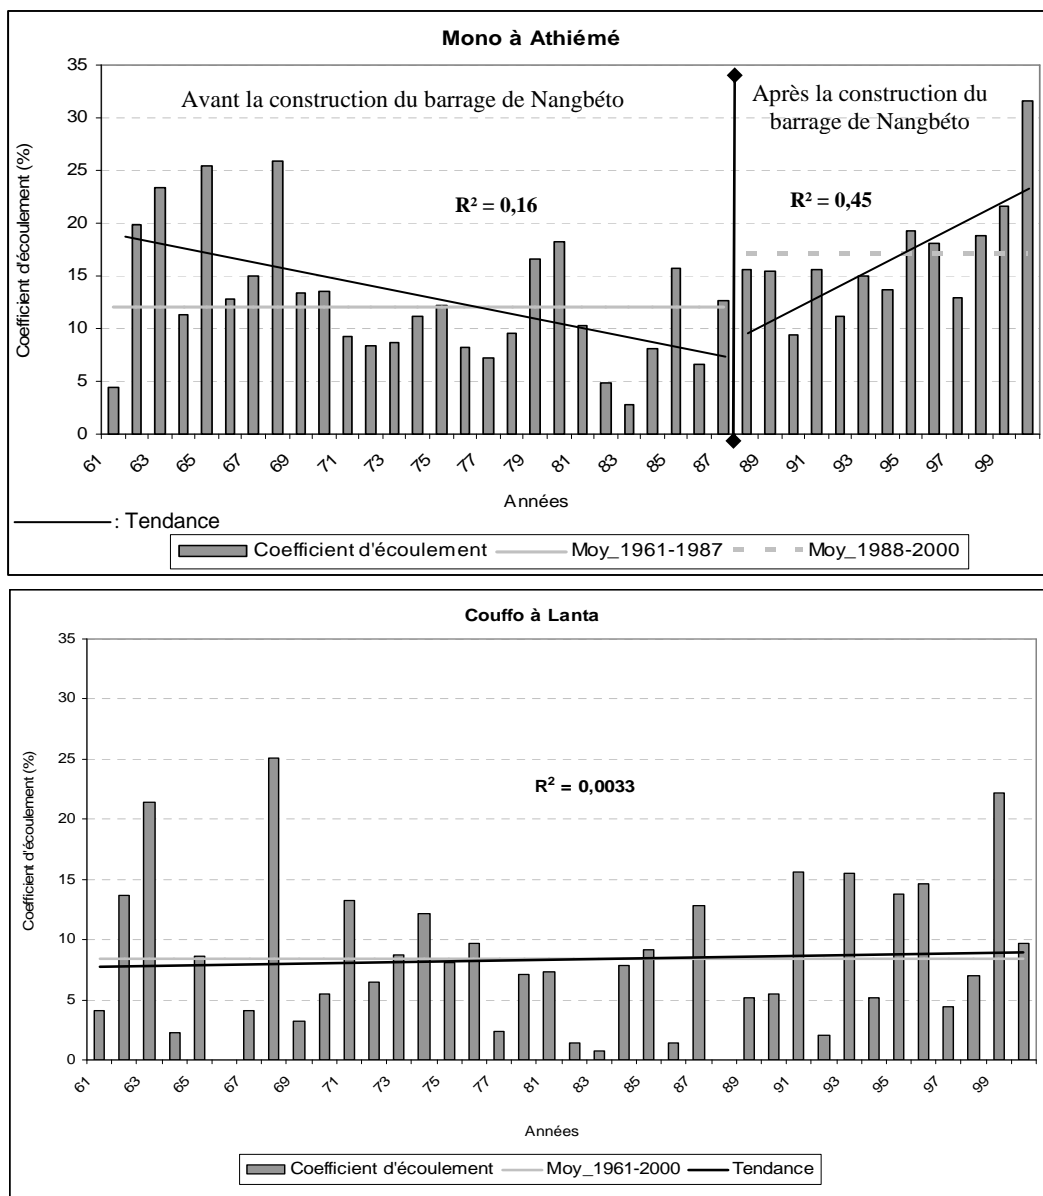 Mono à Athiémé
35
30
25
20
15
10
5
0
Coefficient d'écoulement (%)
Avant la construction du barrage de Nangbéto
Après la construction du
barrage de Nangbéto
R² = 0,16
R² = 0,45
61 63 65 67 69 71 73 75 77 79 81 83 85 87 89 91 93 95 97 99
Années
: Tendance
Coefficient d'écoulement Moy_1961-1987 Moy_1988-2000
Couffo à Lanta
35
30
25
20
15
10
5
0
Coefficient d'écoulement (%)
R² = 0,0033
61 63 65 67 69 71 73 75 77 81 83 85 87 89 91 93 95 97 99
Années
Coefficient d'écoulement Moy_1961-2000 Tendance